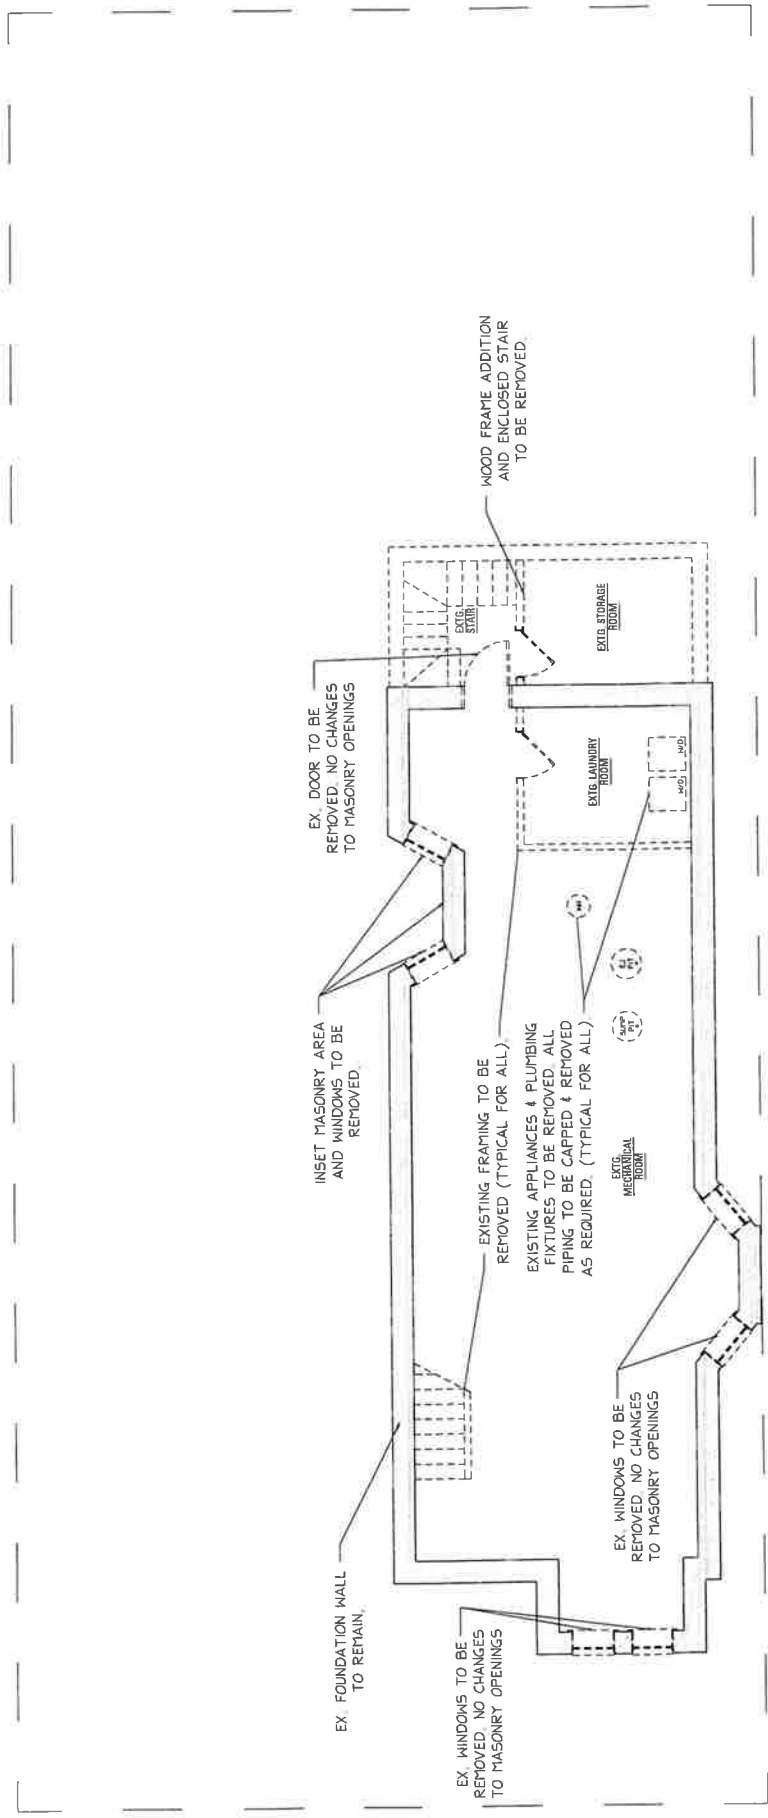 EX. FOUNDATION WALL
TO REMAIN.
EX. WINDOWS TO BE
REMOVED. NO CHANGES
TO MASONRY OPENINGS
INSET MASONRY AREA
AND WINDOWS TO BE
REMOVED.
EX. DOOR TO BE
REMOVED. NO CHANGES
TO MASONRY OPENINGS
WOOD FRAME ADDITION
AND ENCLOSED STAIR
TO BE REMOVED.
EXISTING FRAMING TO BE
REMOVED (TYPICAL FOR ALL).
EXISTING APPLIANCES & PLUMBING
FIXTURES TO BE REMOVED. ALL
PIPING TO BE CAPPED & REMOVED
AS REQUIRED. (TYPICAL FOR ALL)
EX. WINDOWS TO BE
REMOVED. NO CHANGES
TO MASONRY OPENINGS
EXTG.
STAIR
EXTG. STORAGE
ROOM
EXTG. LAUNDRY
ROOM
EXTG.
MECHANICAL
ROOM
SUMP
PIT
EJ
PIT